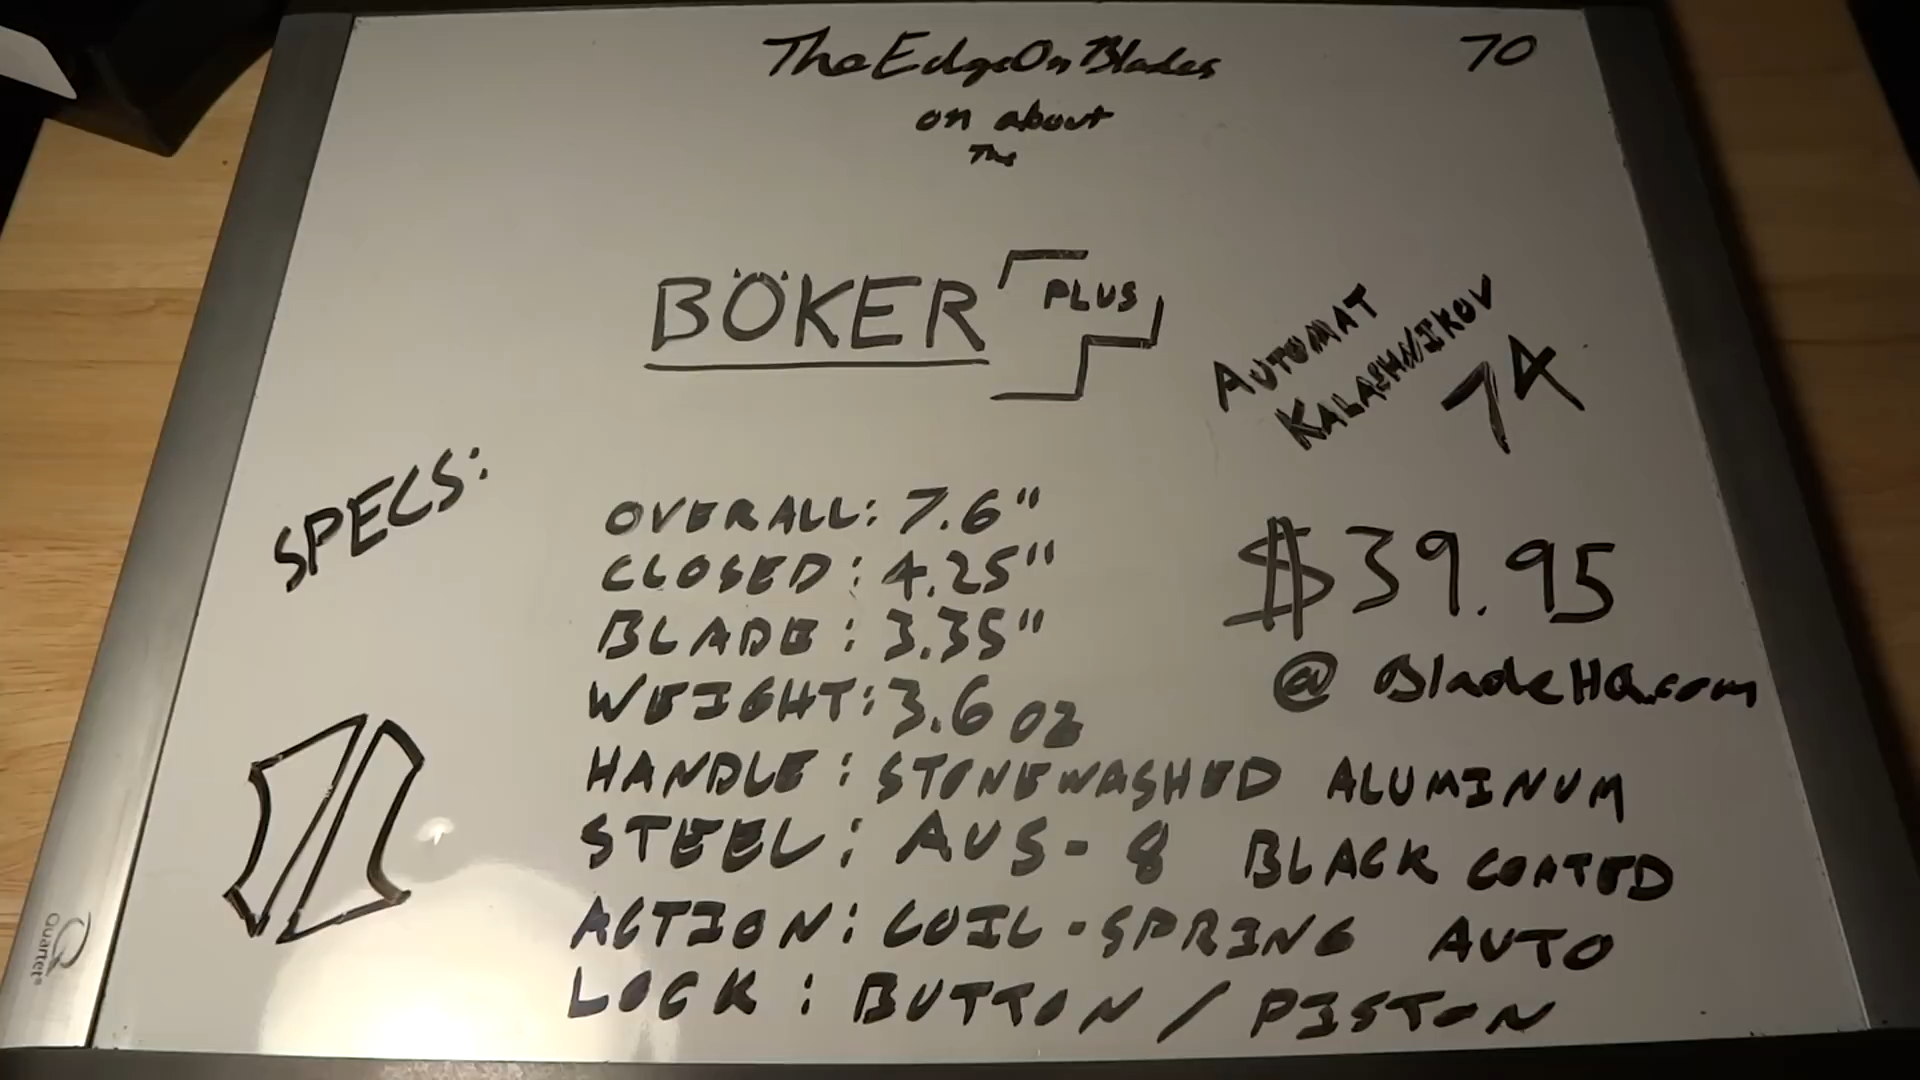 TheEdgeOnBlades
70
on about
The
BÖKER PLUS
AUTOMAT
KALASHNIKOV
74
SPECS:
OVERALL: 7.6"
CLOSED: 4.25"
BLADE: 3.35"
WEIGHT: 3.6 oz
HANDLE: STONEWASHED ALUMINUM
STEEL: AUS-8 BLACK COATED
ACTION: COIL-SPRING AUTO
LOCK: BUTTON / PISTON
$39.95
@ BladeHQ.com
Quartet